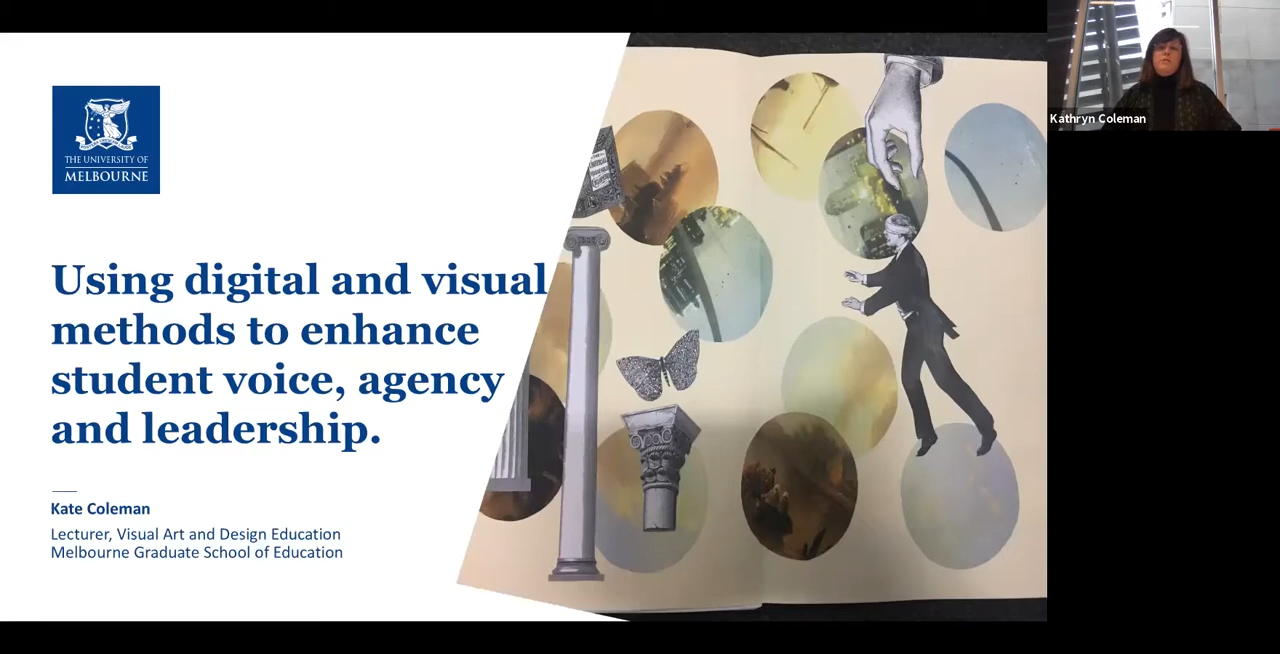 THE UNIVERSITY OF
MELBOURNE
Using digital and visual
methods to enhance
student voice, agency
and leadership.
Kate Coleman
Lecturer, Visual Art and Design Education
Melbourne Graduate School of Education
Kathryn Coleman